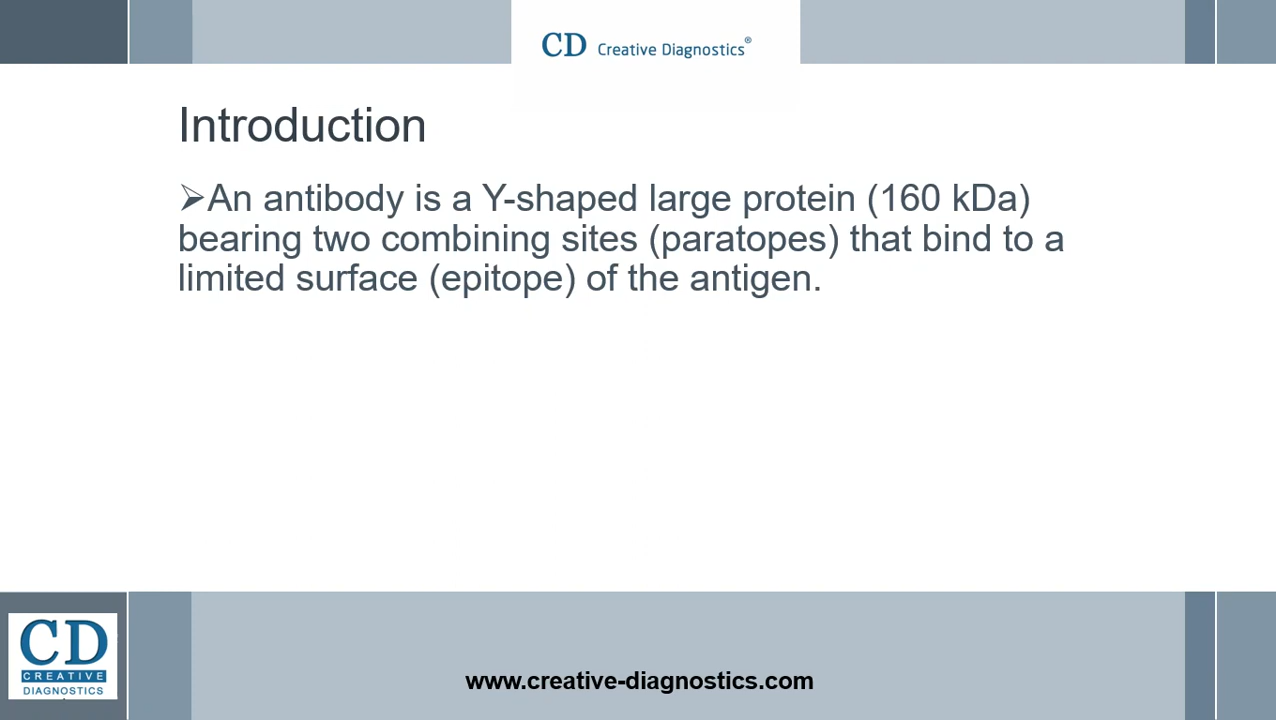 CD Creative Diagnostics®
Introduction
➢An antibody is a Y-shaped large protein (160 kDa)
bearing two combining sites (paratopes) that bind to a
limited surface (epitope) of the antigen.
CD
CREATIVE
DIAGNOSTICS
www.creative-diagnostics.com